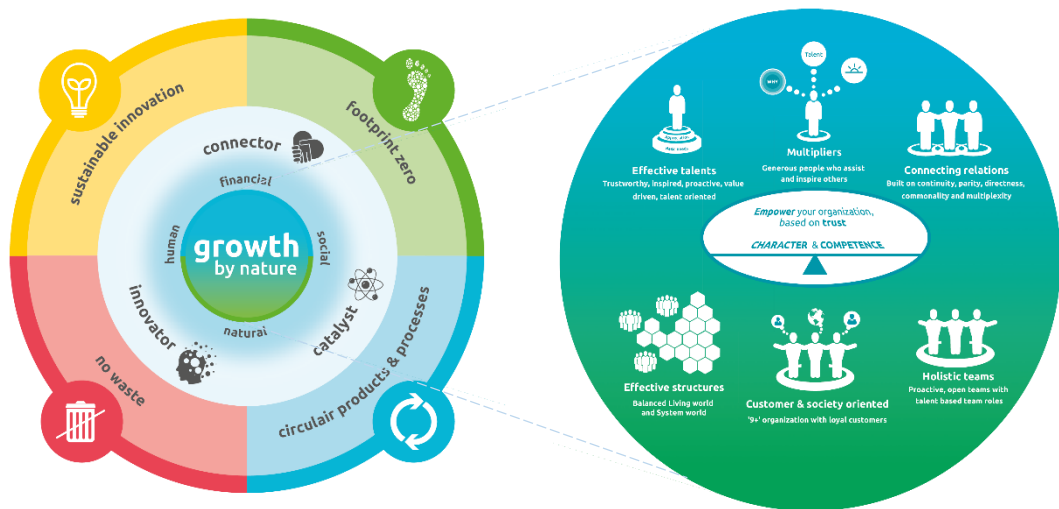 sustainable innovation
footprint zero
connector
financial
human
social
growth
by nature
natural
innovator
catalyst
no waste
circulair products & processes
Talent
WHY
Effective talents
Trustworthy, inspired, proactive, value
driven, talent oriented
Multipliers
Generous people who assist
and inspire others
Connecting relations
Built on continuity, parity, directness,
commonality and multiplexity
Empower your organization,
based on trust
CHARACTER & COMPETENCE
Effective structures
Balanced Living world
and System world
Customer & society oriented
'9+' organization with loyal customers
Holistic teams
Proactive, open teams with
talent based team roles